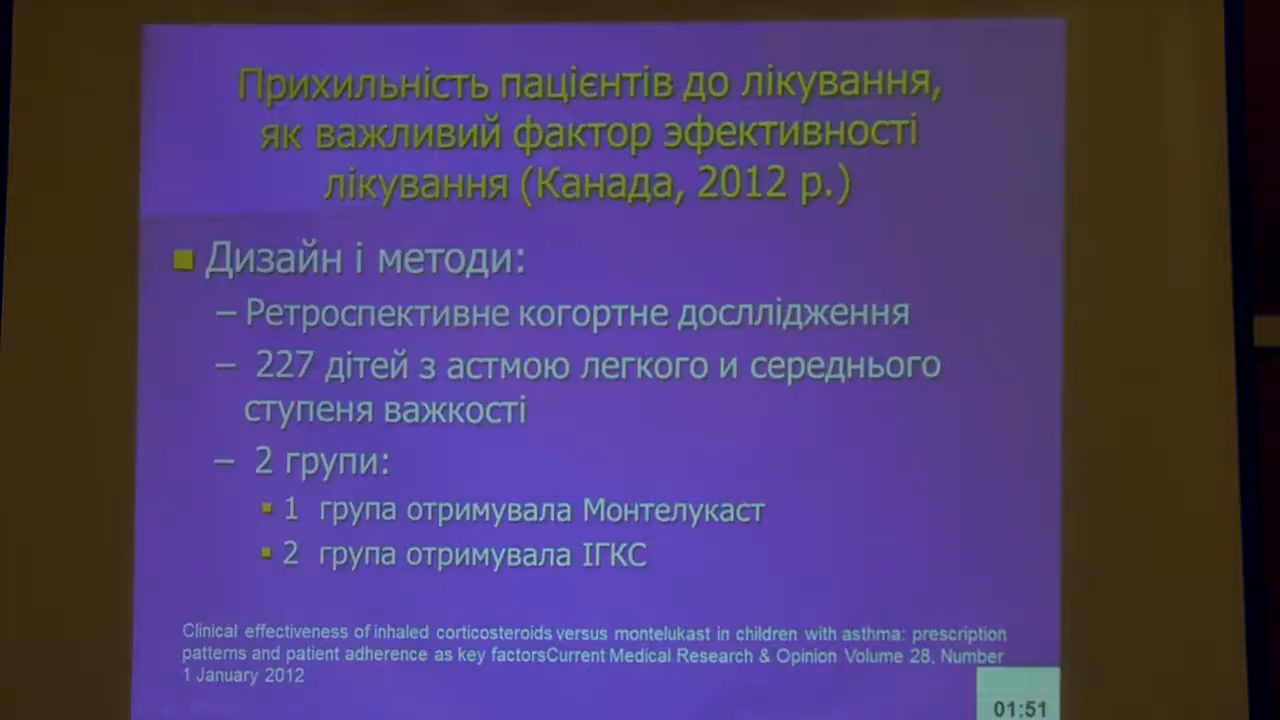 Прихильність пацієнтів до лікування,
як важливий фактор эфективності
лікування (Канада, 2012 р.)
Дизайн і методи:
– Ретроспективне когортне досллідження
– 227 дітей з астмою легкого и середнього
ступеня важкості
– 2 групи:
1 група отримувала Монтелукаст
2 група отримувала ІГКС
Clinical effectiveness of inhaled corticosteroids versus montelukast in children with asthma: prescription
patterns and patient adherence as key factorsCurrent Medical Research & Opinion Volume 28, Number
1 January 2012
01:51